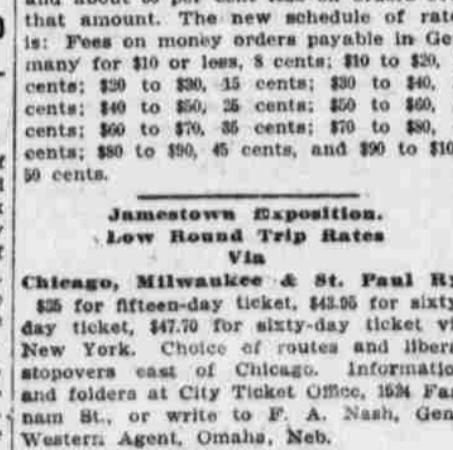 that amount. The new schedule of rat
is: Fees on money orders payable in Ge
many for $10 or less, 8 cents; $10 to $20,
cents; $20 to $30, 15 cents; $30 to $40,
cents; $40 to $50, 25 cents; $50 to $60,
cents; $60 to $70, 35 cents; $70 to $80,
cents; $80 to $90, 45 cents, and $90 to $10
50 cents.
Jamestown Exposition.
Low Round Trip Rates
Via
Chicago, Milwaukee & St. Paul Ry
$35 for fifteen-day ticket, $43.95 for sixty
day ticket, $47.70 for sixty-day ticket vi
New York. Choice of routes and libera
stopovers east of Chicago. Informatio
and folders at City Ticket Office, 1524 Fa
nam St., or write to F. A. Nash, Gen
Western Agent, Omaha, Neb.